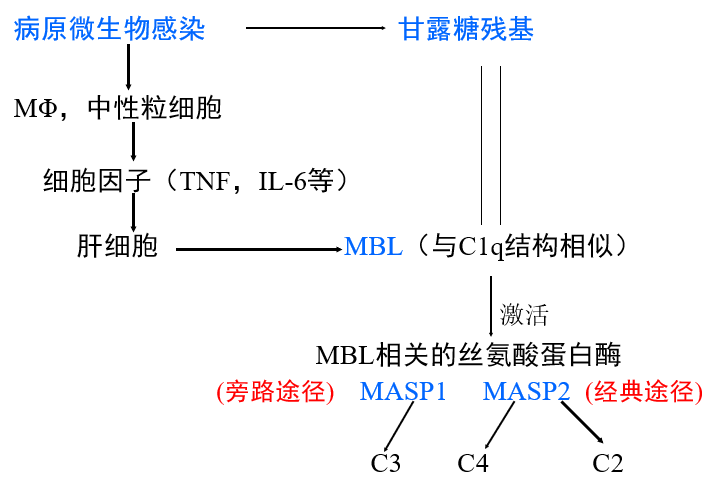 病原微生物感染 甘露糖残基
MΦ，中性粒细胞
细胞因子（TNF，IL-6等）
肝细胞 MBL（与C1q结构相似）
激活
MBL相关的丝氨酸蛋白酶
(旁路途径) MASP1 MASP2 (经典途径)
C3 C4 C2